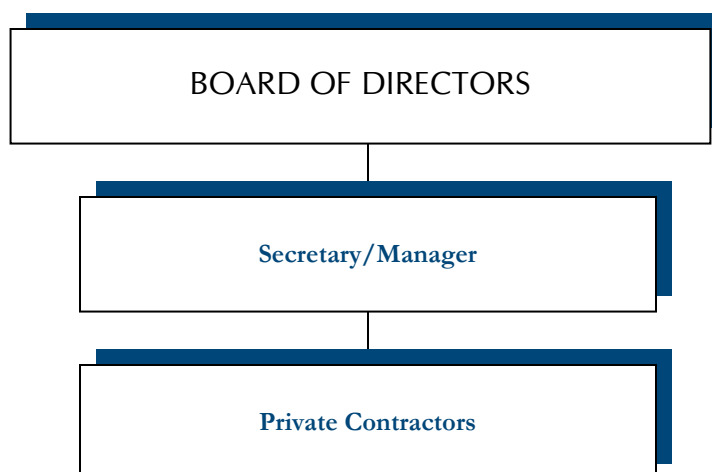 BOARD OF DIRECTORS
Secretary/Manager
Private Contractors